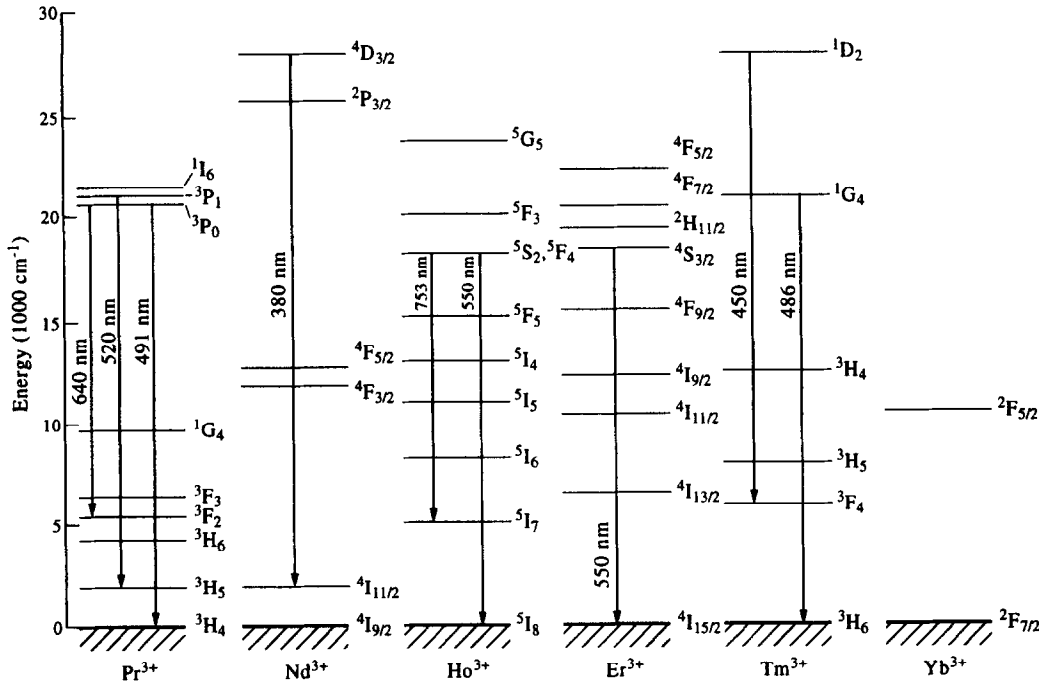 30
25
20
15
10
5
0
Energy (1000 cm⁻¹)
¹I₆
³P₁
³P₀
640 nm
520 nm
491 nm
¹G₄
³F₃
³F₂
³H₆
³H₅
³H₄
Pr³⁺
⁴D₃/₂
²P₃/₂
380 nm
⁴F₅/₂
⁴F₃/₂
⁴I₁₁/₂
⁴I₉/₂
Nd³⁺
⁵G₅
⁵F₃
⁵S₂,⁵F₄
753 nm
550 nm
⁵F₅
⁵I₄
⁵I₅
⁵I₆
⁵I₇
⁵I₈
Ho³⁺
⁴F₅/₂
⁴F₇/₂
²H₁₁/₂
⁴S₃/₂
⁴F₉/₂
⁴I₉/₂
⁴I₁₁/₂
⁴I₁₃/₂
550 nm
⁴I₁₅/₂
Er³⁺
¹D₂
¹G₄
450 nm
486 nm
³H₄
³H₅
³F₄
³H₆
Tm³⁺
²F₅/₂
²F₇/₂
Yb³⁺